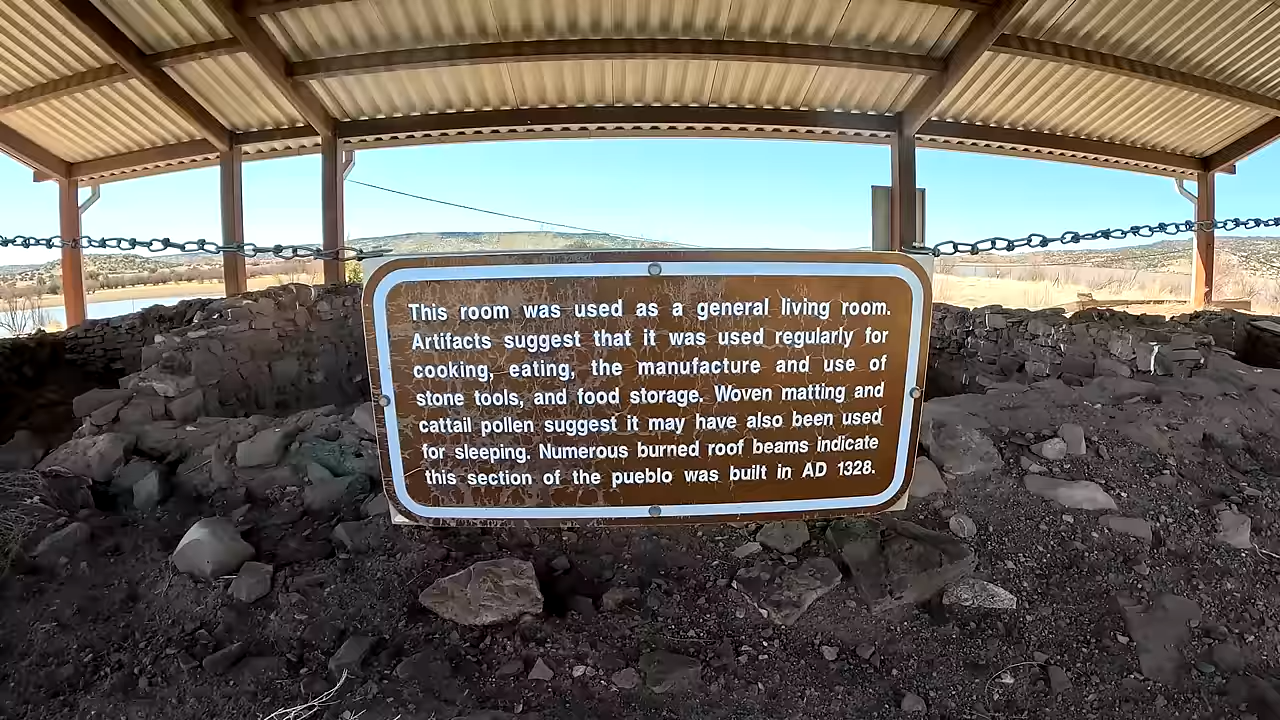 This room was used as a general living room.
Artifacts suggest that it was used regularly for
cooking, eating, the manufacture and use of
stone tools, and food storage. Woven matting and
cattail pollen suggest it may have also been used
for sleeping. Numerous burned roof beams indicate
this section of the pueblo was built in AD 1328.